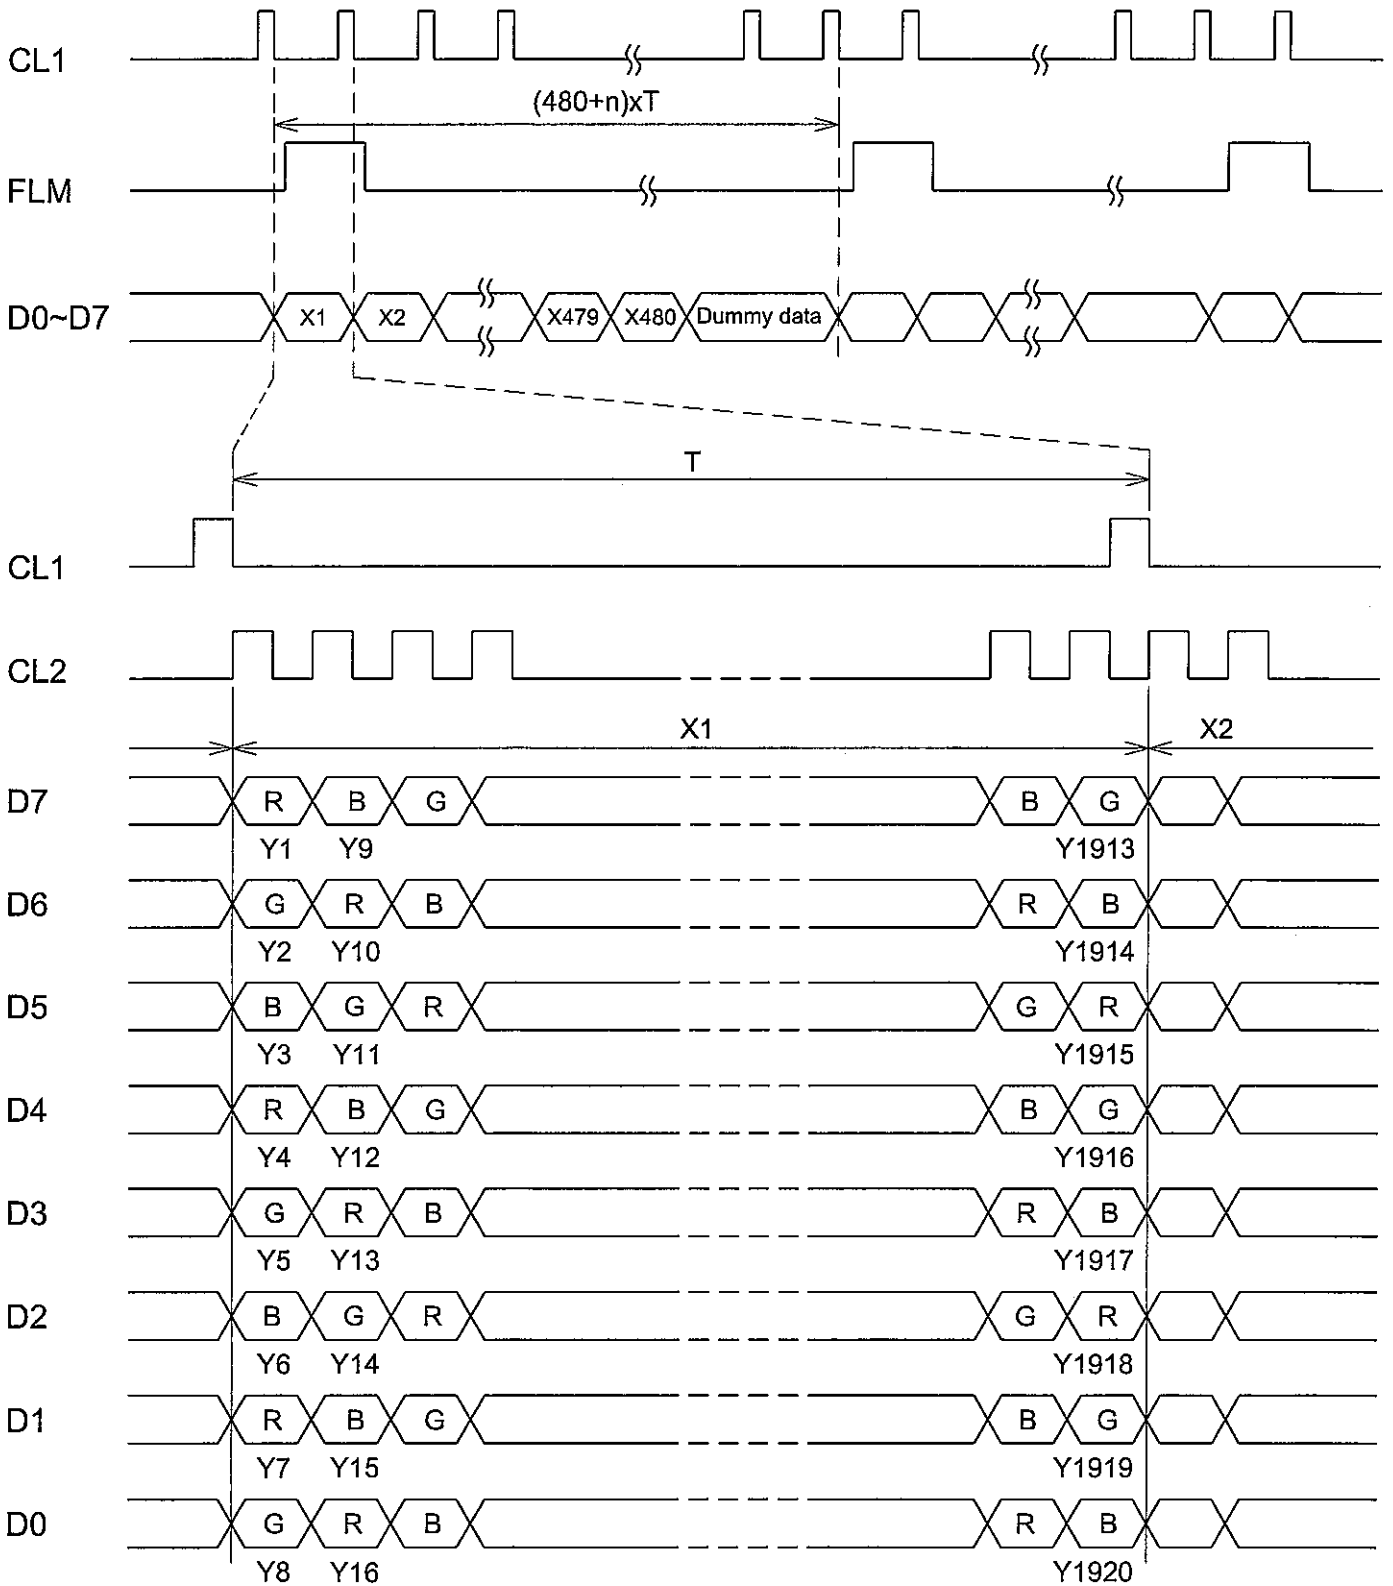 CL1
(480+n)xT
FLM
D0~D7 X1 X2 X479 X480 Dummy data
T
CL1
CL2
X1 X2
D7 R B G B G
Y1 Y9 Y1913
D6 G R B R B
Y2 Y10 Y1914
D5 B G R G R
Y3 Y11 Y1915
D4 R B G B G
Y4 Y12 Y1916
D3 G R B R B
Y5 Y13 Y1917
D2 B G R G R
Y6 Y14 Y1918
D1 R B G B G
Y7 Y15 Y1919
D0 G R B R B
Y8 Y16 Y1920